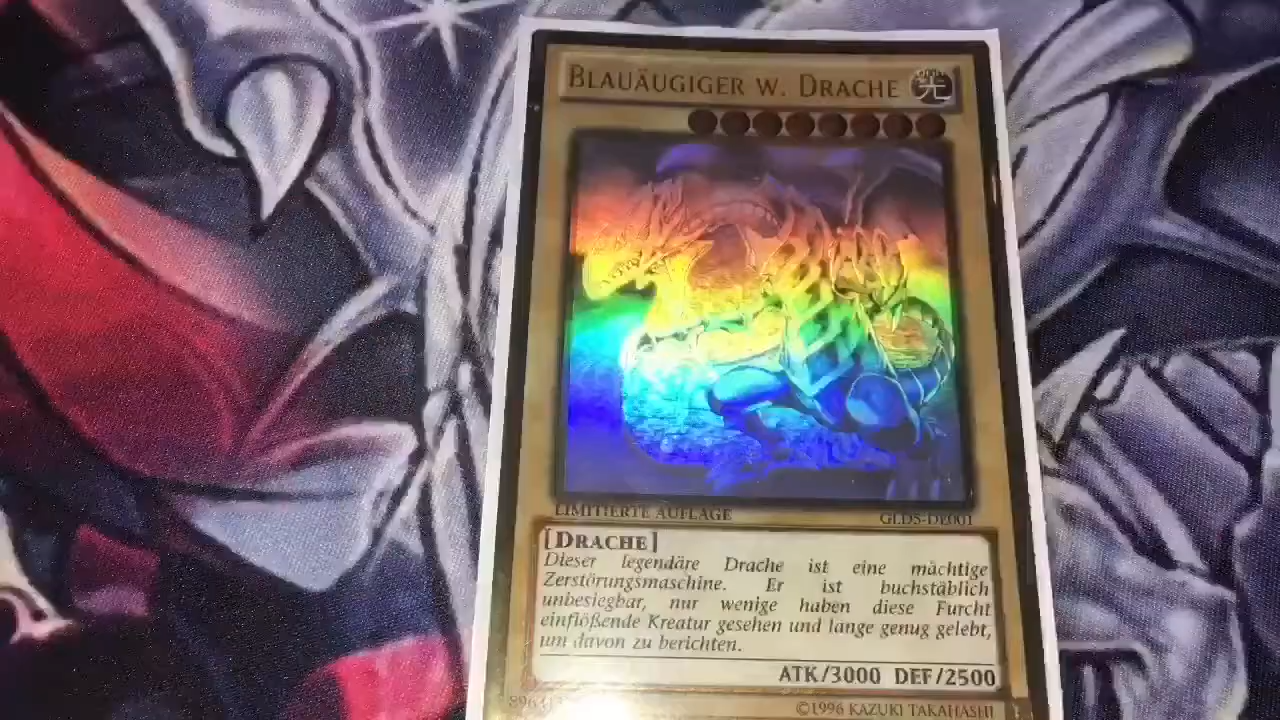 BLAUÄUGIGER W. DRACHE 光
LIMITIERTE AUFLAGE GLD5-DE001
[DRACHE]
Dieser legendäre Drache ist eine mächtige
Zerstörungsmaschine. Er ist buchstäblich
unbesiegbar, nur wenige haben diese Furcht
einflößende Kreatur gesehen und lange genug gelebt,
um davon zu berichten.
ATK/3000 DEF/2500
©1996 KAZUKI TAKAHASHI